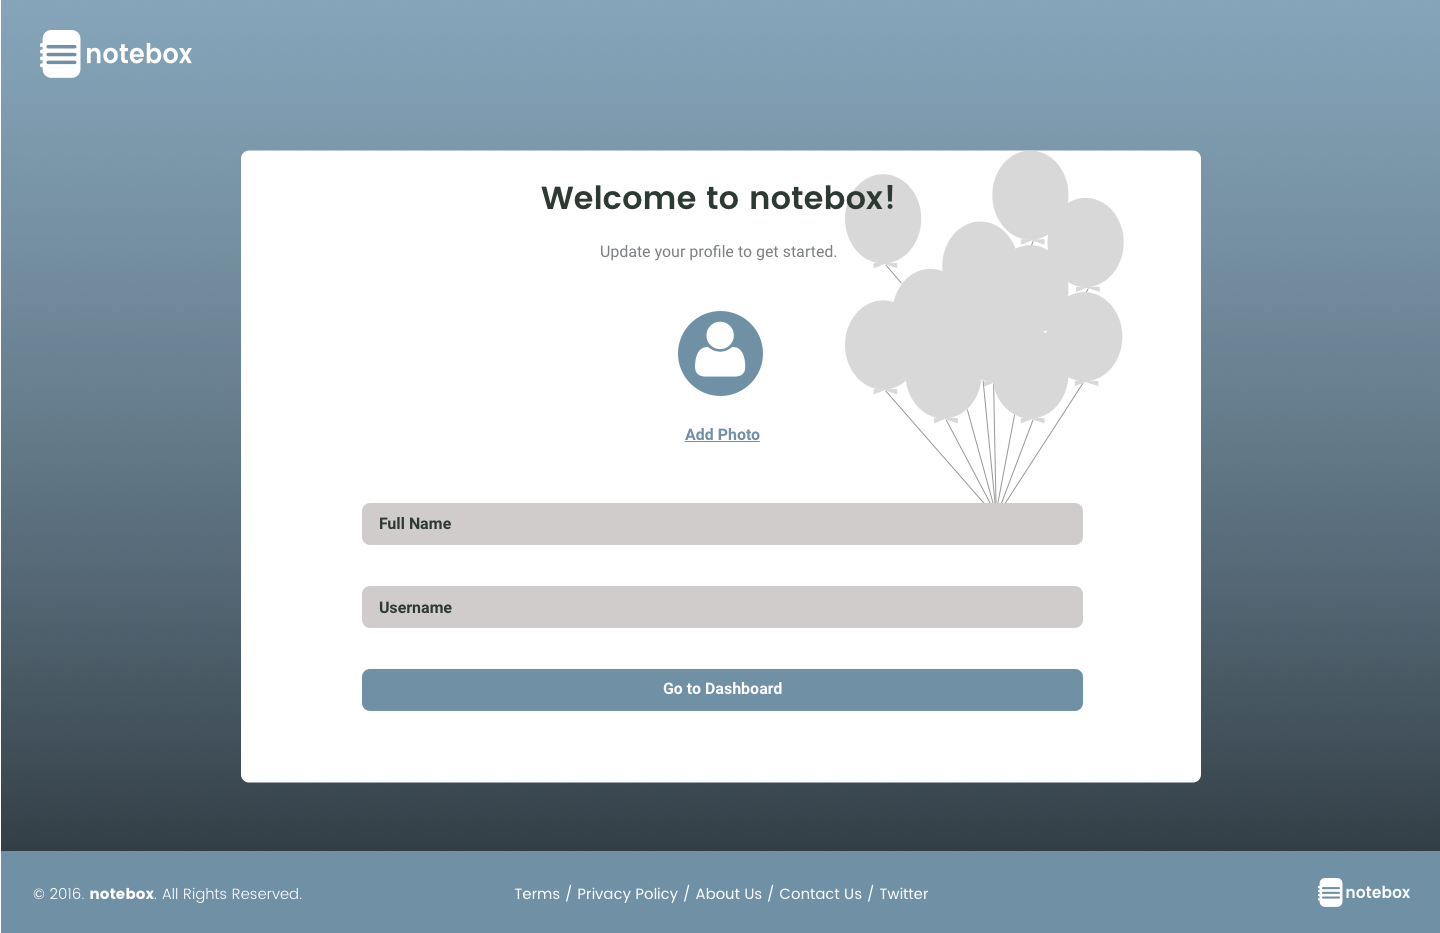 notebox
Welcome to notebox!
Update your profile to get started.
Add Photo
Full Name
Username
Go to Dashboard
© 2016. notebox. All Rights Reserved.
Terms / Privacy Policy / About Us / Contact Us / Twitter
notebox